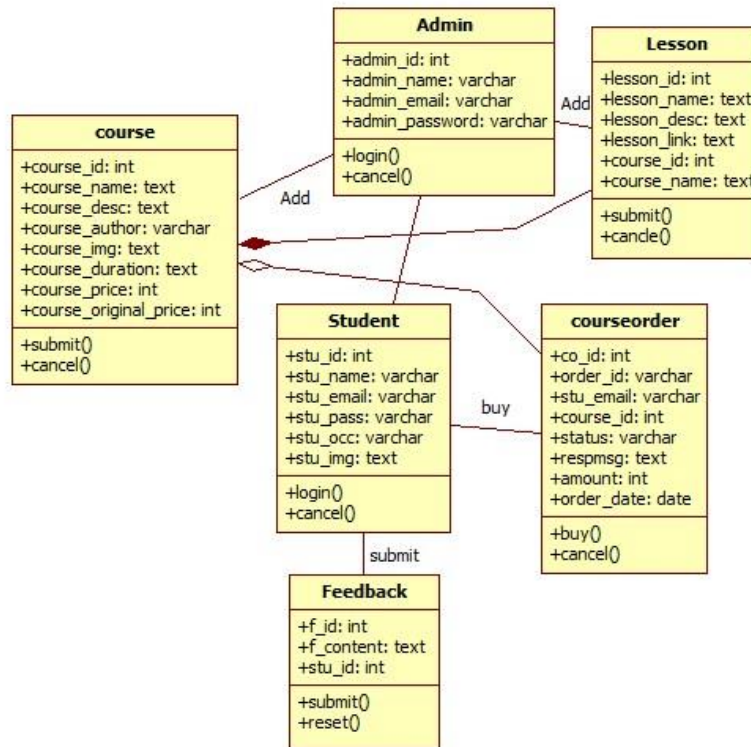 Admin
+admin_id: int
+admin_name: varchar
+admin_email: varchar
+admin_password: varchar
+login()
+cancel()
Lesson
+lesson_id: int
+lesson_name: text
+lesson_desc: text
+lesson_link: text
+course_id: int
+course_name: text
+submit()
+cancle()
Add
course
+course_id: int
+course_name: text
+course_desc: text
+course_author: varchar
+course_img: text
+course_duration: text
+course_price: int
+course_original_price: int
+submit()
+cancel()
Add
Student
+stu_id: int
+stu_name: varchar
+stu_email: varchar
+stu_pass: varchar
+stu_occ: varchar
+stu_img: text
+login()
+cancel()
buy
courseorder
+co_id: int
+order_id: varchar
+stu_email: varchar
+course_id: int
+status: varchar
+respmsg: text
+amount: int
+order_date: date
+buy()
+cancel()
submit
Feedback
+f_id: int
+f_content: text
+stu_id: int
+submit()
+reset()